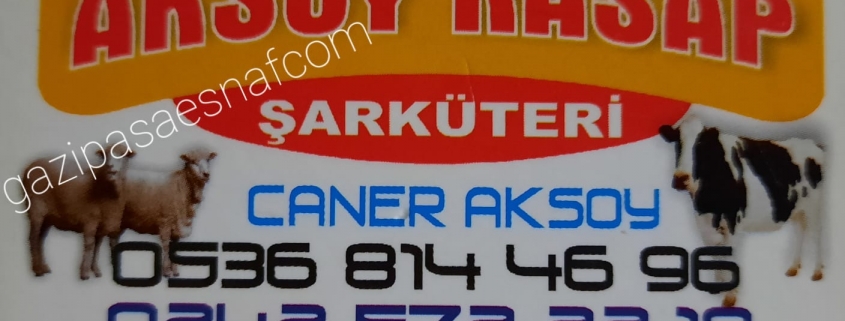 AKSOY KASAP
gazipasaesnafcom
ŞARKÜTERİ
CANER AKSOY
0536 814 46 96